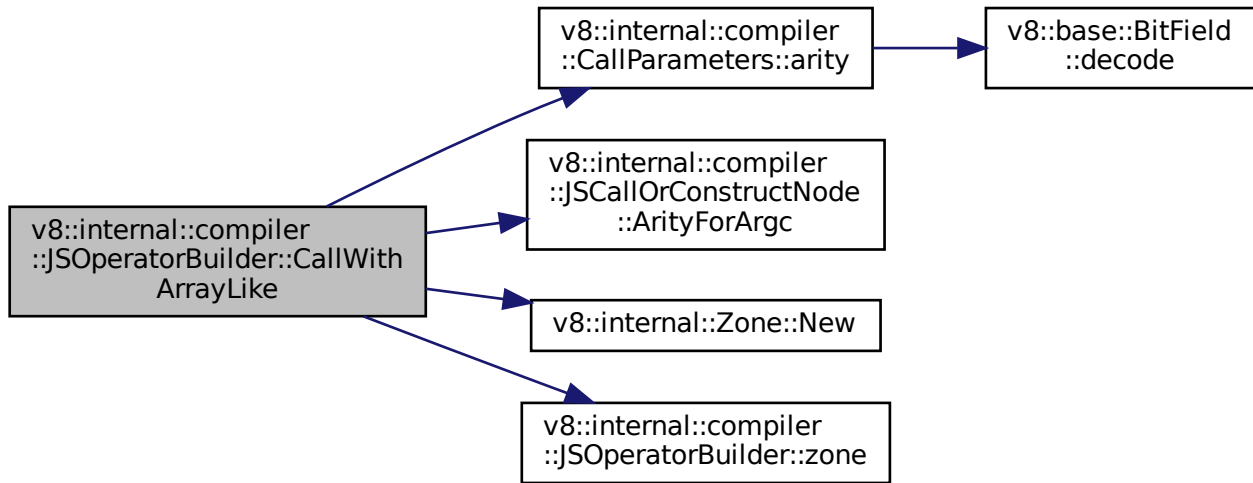 v8::internal::compiler
::CallParameters::arity
v8::base::BitField
::decode
v8::internal::compiler
::JSCallOrConstructNode
::ArityForArgc
v8::internal::compiler
::JSOperatorBuilder::CallWith
ArrayLike
v8::internal::Zone::New
v8::internal::compiler
::JSOperatorBuilder::zone